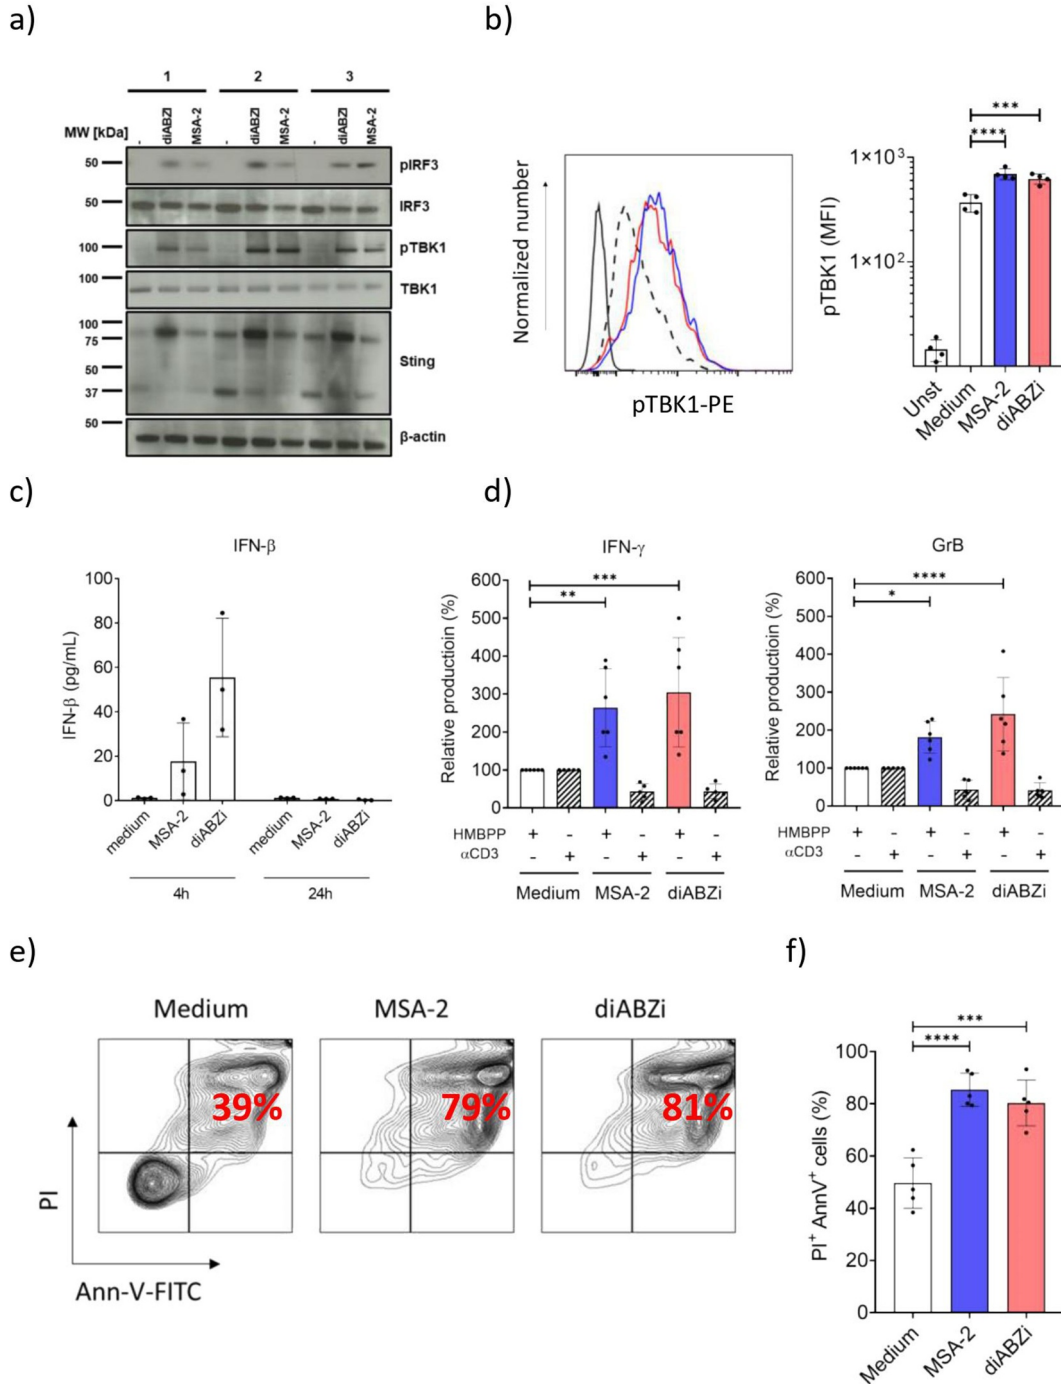 a)
1 2 3
MW [kDa] - diABZI MSA-2 - diABZI MSA-2 - diABZI MSA-2
50 pIRF3
50 IRF3
100 pTBK1
100 TBK1
100
75
50 Sting
37
50 β-actin
b)
Normalized number
pTBK1-PE
*** 
****
1×10³
1×10²
pTBK1 (MFI)
Unst Medium MSA-2 diABZi
c)
IFN-β
IFN-β (pg/mL)
100
80
60
40
20
0
medium MSA-2 diABZi medium MSA-2 diABZi
4h 24h
d)
IFN-γ
Relative productioin (%)
600
500
400
300
200
100
0
***
**
HMBPP + - + - + -
αCD3 - + - + - +
Medium MSA-2 diABZi
GrB
Relative productioin (%)
600
500
400
300
200
100
0
****
*
HMBPP + - + - + -
αCD3 - + - + - +
Medium MSA-2 diABZi
e)
Medium MSA-2 diABZi
39% 79% 81%
PI
Ann-V-FITC
f)
***
****
PI⁺ AnnV⁺ cells (%)
100
80
60
40
20
0
Medium MSA-2 diABZi